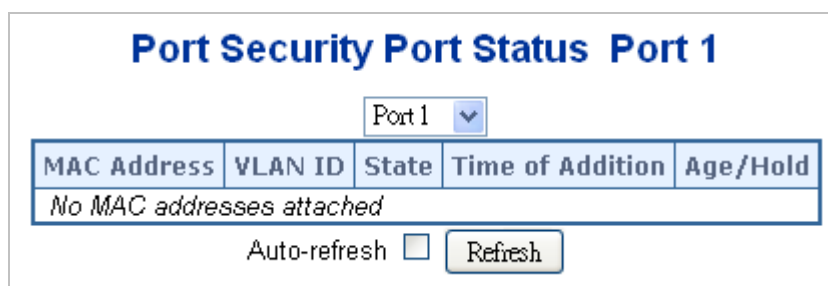 Port Security Port Status Port 1
Port 1
MAC Address VLAN ID State Time of Addition Age/Hold
No MAC addresses attached
Auto-refresh Refresh